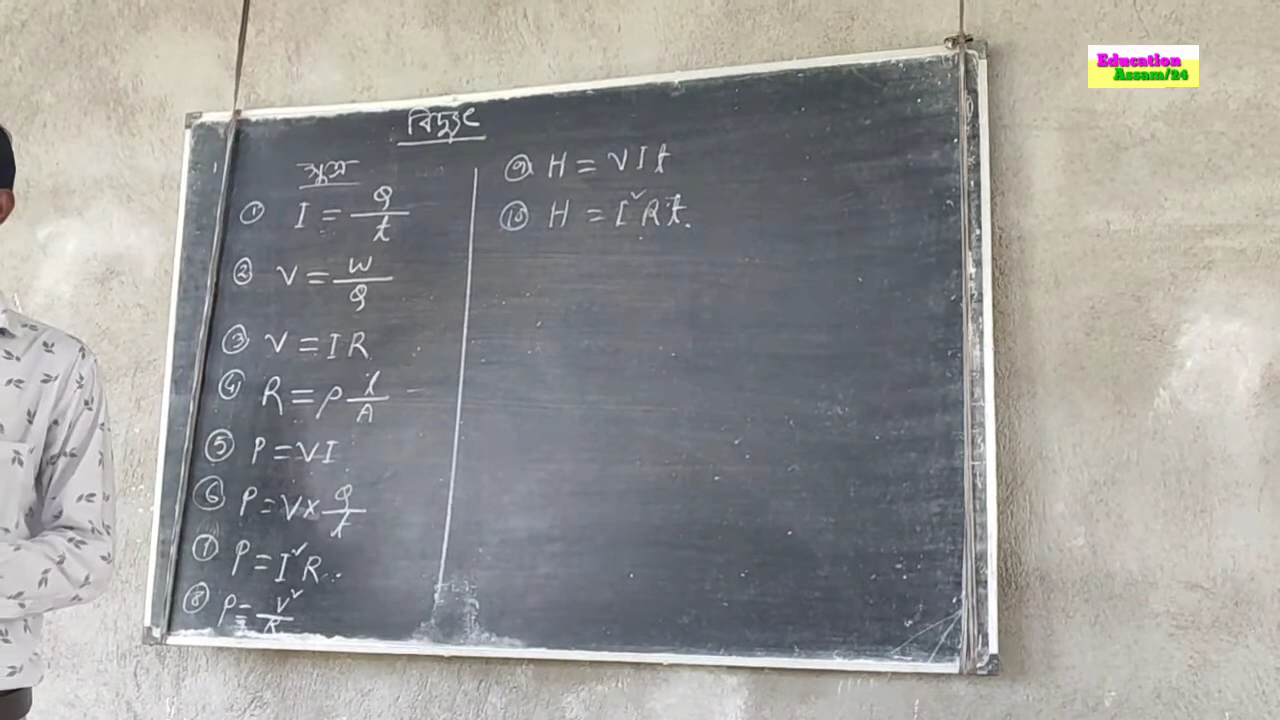 Education
Assam/24
বিদ্যুৎ
সূত্ৰ
① I = Q/t
② V = W/Q
③ V = IR
④ R = ρ l/A
⑤ P = VI
⑥ P = V × Q/t
⑦ P = I²R
⑧ P = V²/R
⑨ H = VIt
⑩ H = I²Rt